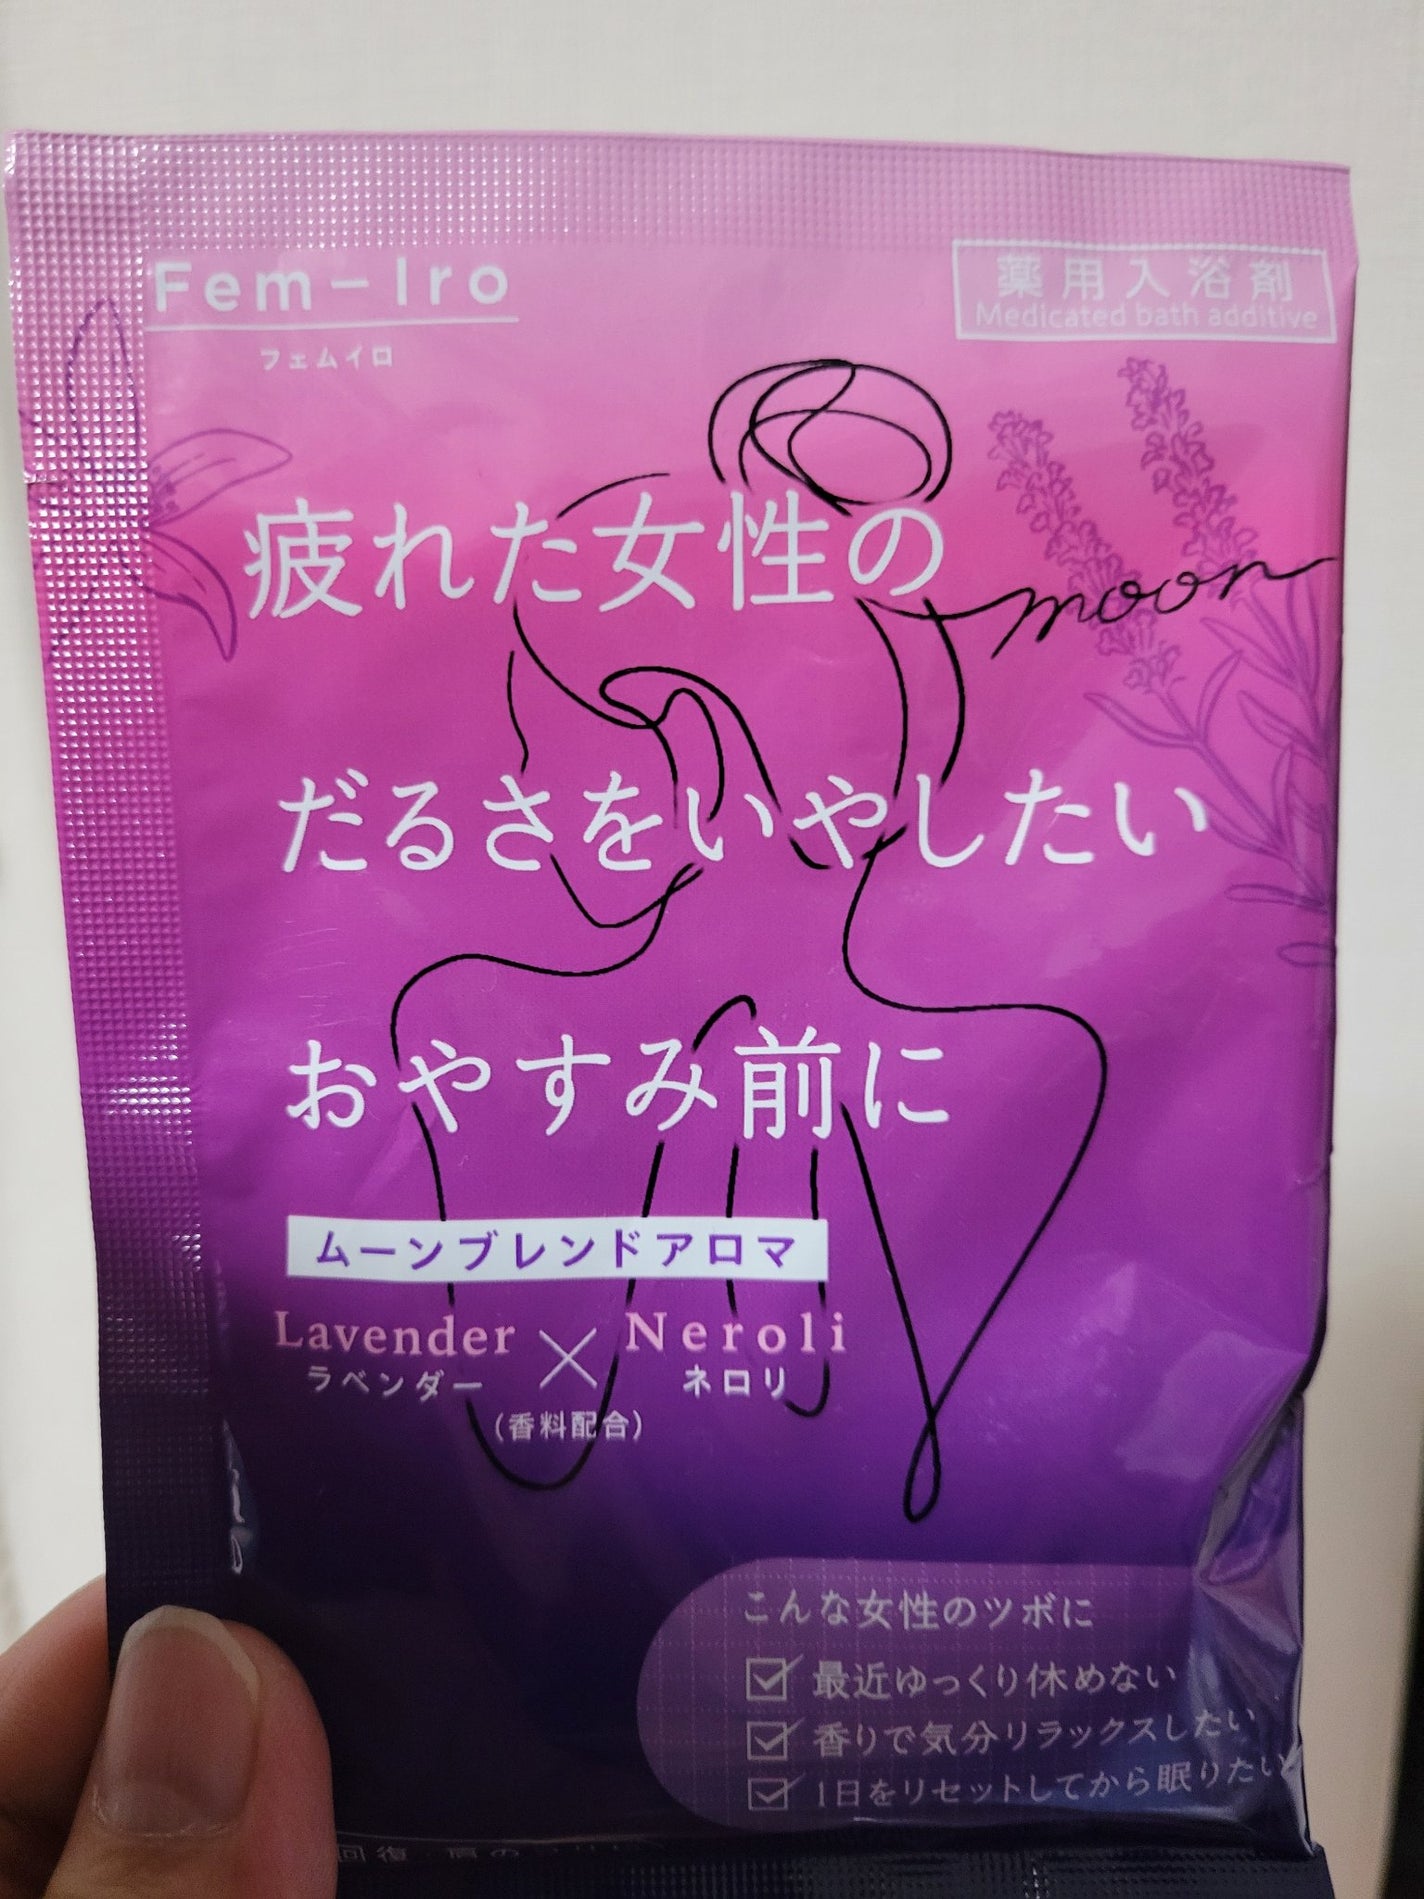 Fem-Iro
フェムイロ
薬用入浴剤
Medicated bath additive
疲れた女性の
moon
だるさをいやしたい
おやすみ前に
ムーンブレンドアロマ
Lavender × Neroli
ラベンダー ネロリ
(香料配合)
こんな女性のツボに
最近ゆっくり休めない
香りで気分リラックスしたい
1日をリセットしてから眠りたい
回復